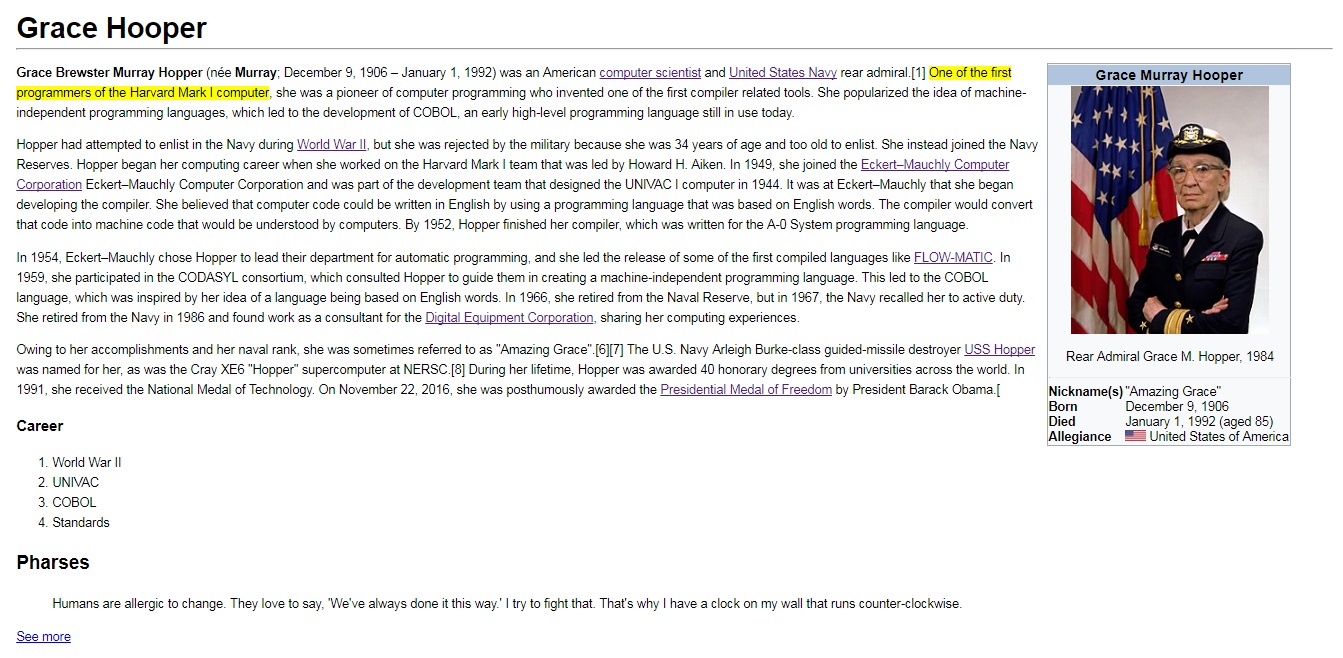 Grace Hooper
Grace Brewster Murray Hopper (née Murray; December 9, 1906 – January 1, 1992) was an American computer scientist and United States Navy rear admiral.[1] One of the first
programmers of the Harvard Mark I computer, she was a pioneer of computer programming who invented one of the first compiler related tools. She popularized the idea of machine-
independent programming languages, which led to the development of COBOL, an early high-level programming language still in use today.
Hopper had attempted to enlist in the Navy during World War II, but she was rejected by the military because she was 34 years of age and too old to enlist. She instead joined the Navy
Reserves. Hopper began her computing career when she worked on the Harvard Mark I team that was led by Howard H. Aiken. In 1949, she joined the Eckert–Mauchly Computer
Corporation Eckert–Mauchly Computer Corporation and was part of the development team that designed the UNIVAC I computer in 1944. It was at Eckert–Mauchly that she began
developing the compiler. She believed that computer code could be written in English by using a programming language that was based on English words. The compiler would convert
that code into machine code that would be understood by computers. By 1952, Hopper finished her compiler, which was written for the A-0 System programming language.
In 1954, Eckert–Mauchly chose Hopper to lead their department for automatic programming, and she led the release of some of the first compiled languages like FLOW-MATIC. In
1959, she participated in the CODASYL consortium, which consulted Hopper to guide them in creating a machine-independent programming language. This led to the COBOL
language, which was inspired by her idea of a language being based on English words. In 1966, she retired from the Naval Reserve, but in 1967, the Navy recalled her to active duty.
She retired from the Navy in 1986 and found work as a consultant for the Digital Equipment Corporation, sharing her computing experiences.
Owing to her accomplishments and her naval rank, she was sometimes referred to as "Amazing Grace".[6][7] The U.S. Navy Arleigh Burke-class guided-missile destroyer USS Hopper
was named for her, as was the Cray XE6 "Hopper" supercomputer at NERSC.[8] During her lifetime, Hopper was awarded 40 honorary degrees from universities across the world. In
1991, she received the National Medal of Technology. On November 22, 2016, she was posthumously awarded the Presidential Medal of Freedom by President Barack Obama.[
Career
1. World War II
2. UNIVAC
3. COBOL
4. Standards
Pharses
Humans are allergic to change. They love to say, 'We've always done it this way.' I try to fight that. That's why I have a clock on my wall that runs counter-clockwise.
See more
Grace Murray Hooper
Rear Admiral Grace M. Hopper, 1984
Nickname(s) "Amazing Grace"
Born December 9, 1906
Died January 1, 1992 (aged 85)
Allegiance United States of America